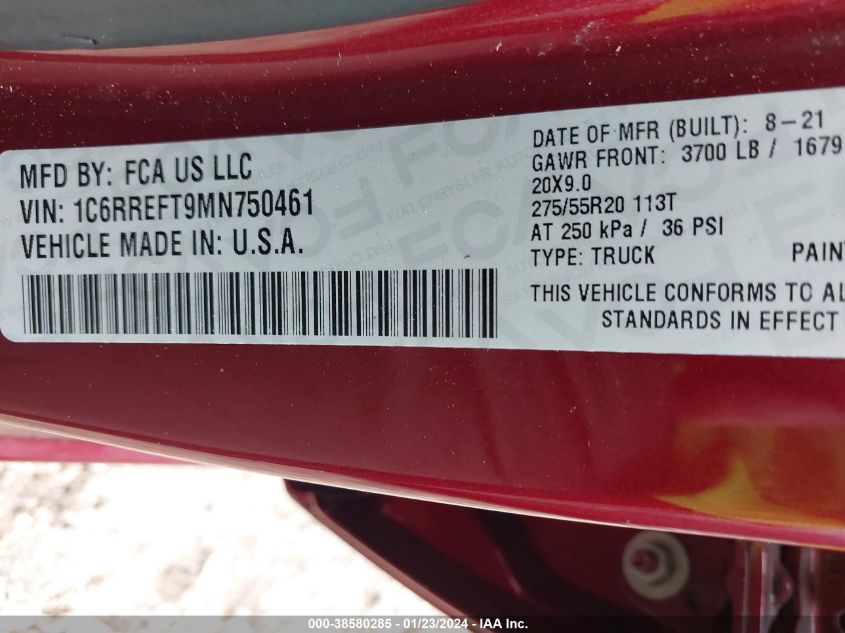 MFD BY: FCA US LLC
VIN: 1C6RREFT9MN750461
VEHICLE MADE IN: U.S.A.
DATE OF MFR (BUILT): 8-21
GAWR FRONT: 3700 LB / 1679
20X9.0
275/55R20 113T
AT 250 kPa / 36 PSI
TYPE: TRUCK PAIN
THIS VEHICLE CONFORMS TO AL
STANDARDS IN EFFECT
000-38580285 - 01/23/2024 - IAA Inc.